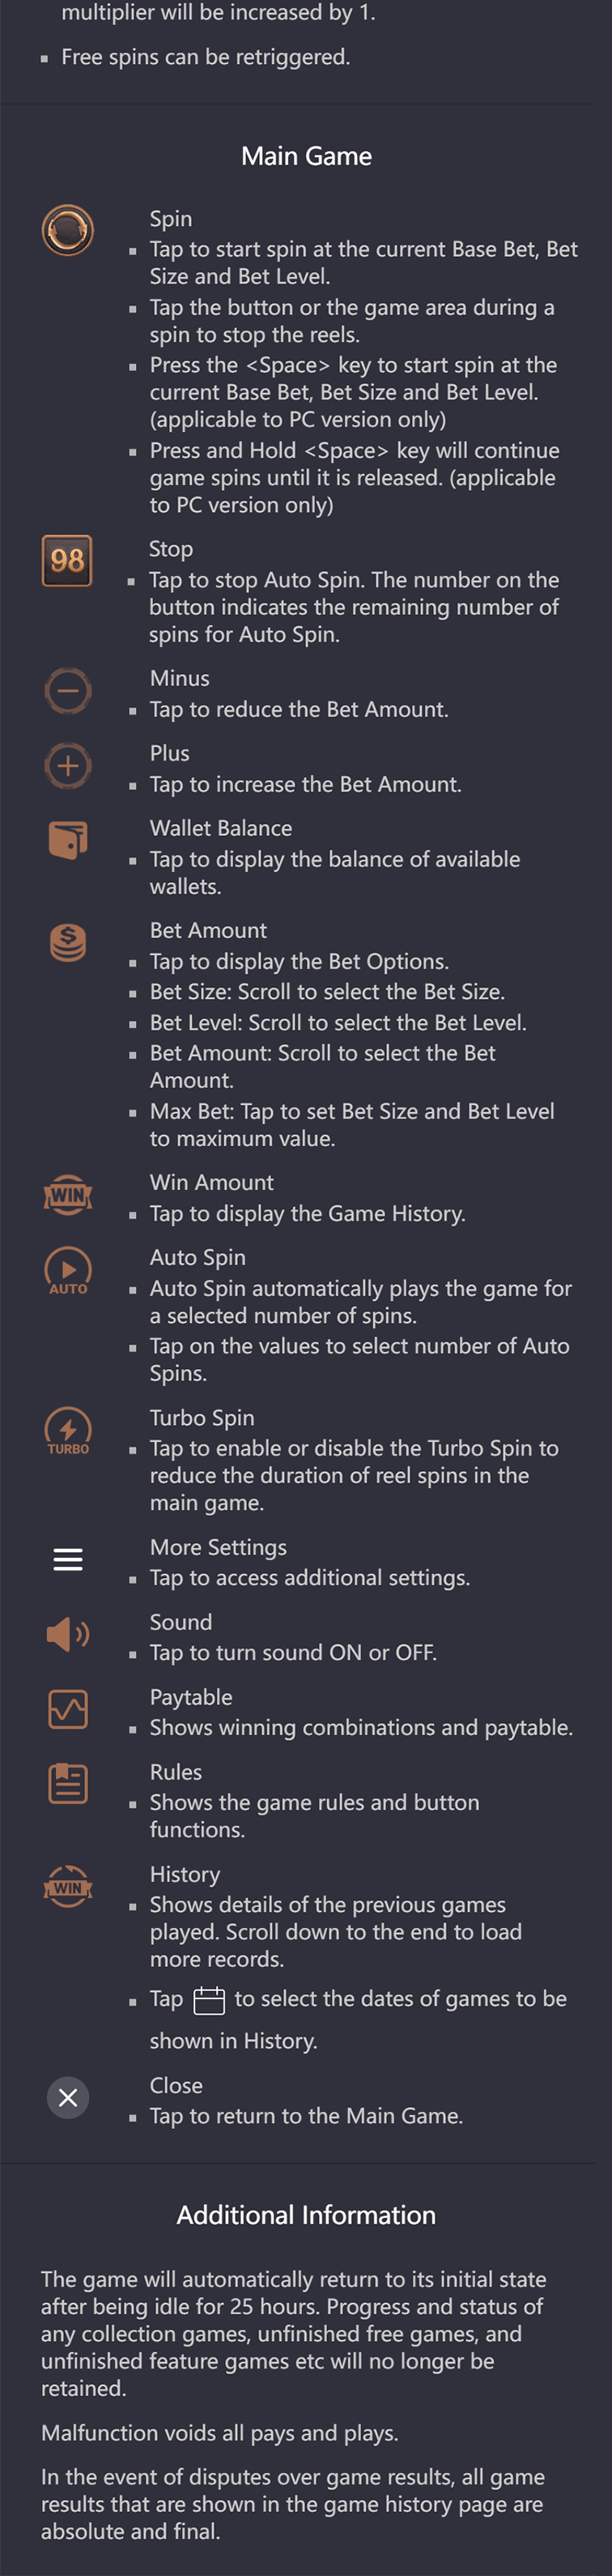 multiplier will be increased by 1.
Free spins can be retriggered.
Main Game
Spin
Tap to start spin at the current Base Bet, Bet
Size and Bet Level.
Tap the button or the game area during a
spin to stop the reels.
Press the <Space> key to start spin at the
current Base Bet, Bet Size and Bet Level.
(applicable to PC version only)
Press and Hold <Space> key will continue
game spins until it is released. (applicable
to PC version only)
98
Stop
Tap to stop Auto Spin. The number on the
button indicates the remaining number of
spins for Auto Spin.
Minus
Tap to reduce the Bet Amount.
Plus
Tap to increase the Bet Amount.
Wallet Balance
Tap to display the balance of available
wallets.
Bet Amount
Tap to display the Bet Options.
Bet Size: Scroll to select the Bet Size.
Bet Level: Scroll to select the Bet Level.
Bet Amount: Scroll to select the Bet
Amount.
Max Bet: Tap to set Bet Size and Bet Level
to maximum value.
WIN
Win Amount
Tap to display the Game History.
AUTO
Auto Spin
Auto Spin automatically plays the game for
a selected number of spins.
Tap on the values to select number of Auto
Spins.
TURBO
Turbo Spin
Tap to enable or disable the Turbo Spin to
reduce the duration of reel spins in the
main game.
More Settings
Tap to access additional settings.
Sound
Tap to turn sound ON or OFF.
Paytable
Shows winning combinations and paytable.
Rules
Shows the game rules and button
functions.
WIN
History
Shows details of the previous games
played. Scroll down to the end to load
more records.
Tap to select the dates of games to be
shown in History.
Close
Tap to return to the Main Game.
Additional Information
The game will automatically return to its initial state
after being idle for 25 hours. Progress and status of
any collection games, unfinished free games, and
unfinished feature games etc will no longer be
retained.
Malfunction voids all pays and plays.
In the event of disputes over game results, all game
results that are shown in the game history page are
absolute and final.